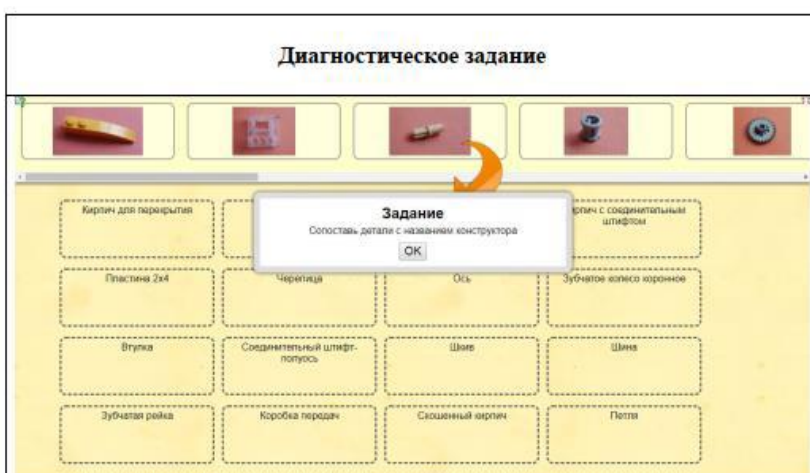 Диагностическое задание
Задание
Сопоставь детали с названием конструктора
OK
Кирпич для перекрытия
кирпич с соединительным
штифтом
Пластина 2x4
Черепица
Ось
Зубчатое колесо коронное
Втулка
Соединительный штифт-
полуось
Шкив
Шина
Зубчатая рейка
Коробка передач
Скошенный кирпич
Петля